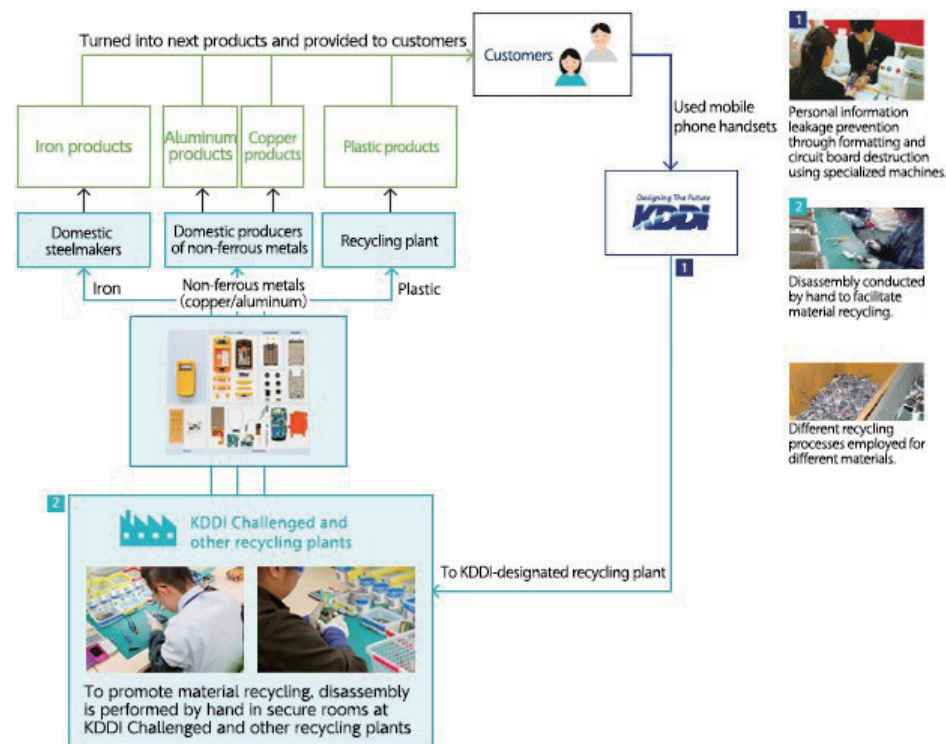 Turned into next products and provided to customers
Customers
Used mobile
phone handsets
Iron products
Aluminum
products
Copper
products
Plastic products
Domestic
steelmakers
Domestic producers
of non-ferrous metals
Recycling plant
Iron
Non-ferrous metals
(copper/aluminum)
Plastic
Designing The Future
KDDI
1
2
KDDI Challenged and
other recycling plants
To KDDI-designated recycling plant
To promote material recycling, disassembly
is performed by hand in secure rooms at
KDDI Challenged and other recycling plants
1
Personal information
leakage prevention
through formatting and
circuit board destruction
using specialized machines.
2
Disassembly conducted
by hand to facilitate
material recycling.
Different recycling
processes employed for
different materials.